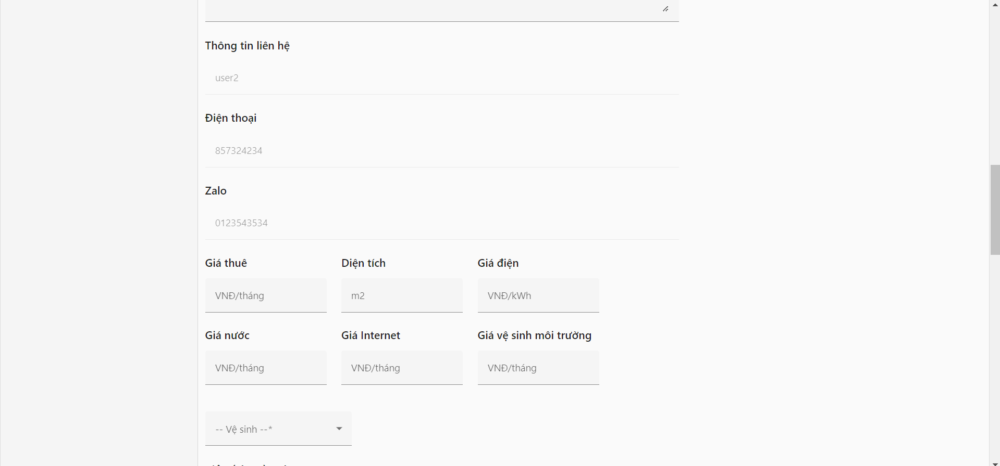 Thông tin liên hệ
user2
Điện thoại
857324234
Zalo
0123543534
Giá thuê Diện tích Giá điện
VNĐ/tháng m2 VNĐ/kWh
Giá nước Giá Internet Giá vệ sinh môi trường
VNĐ/tháng VNĐ/tháng VNĐ/tháng
-- Vệ sinh --*